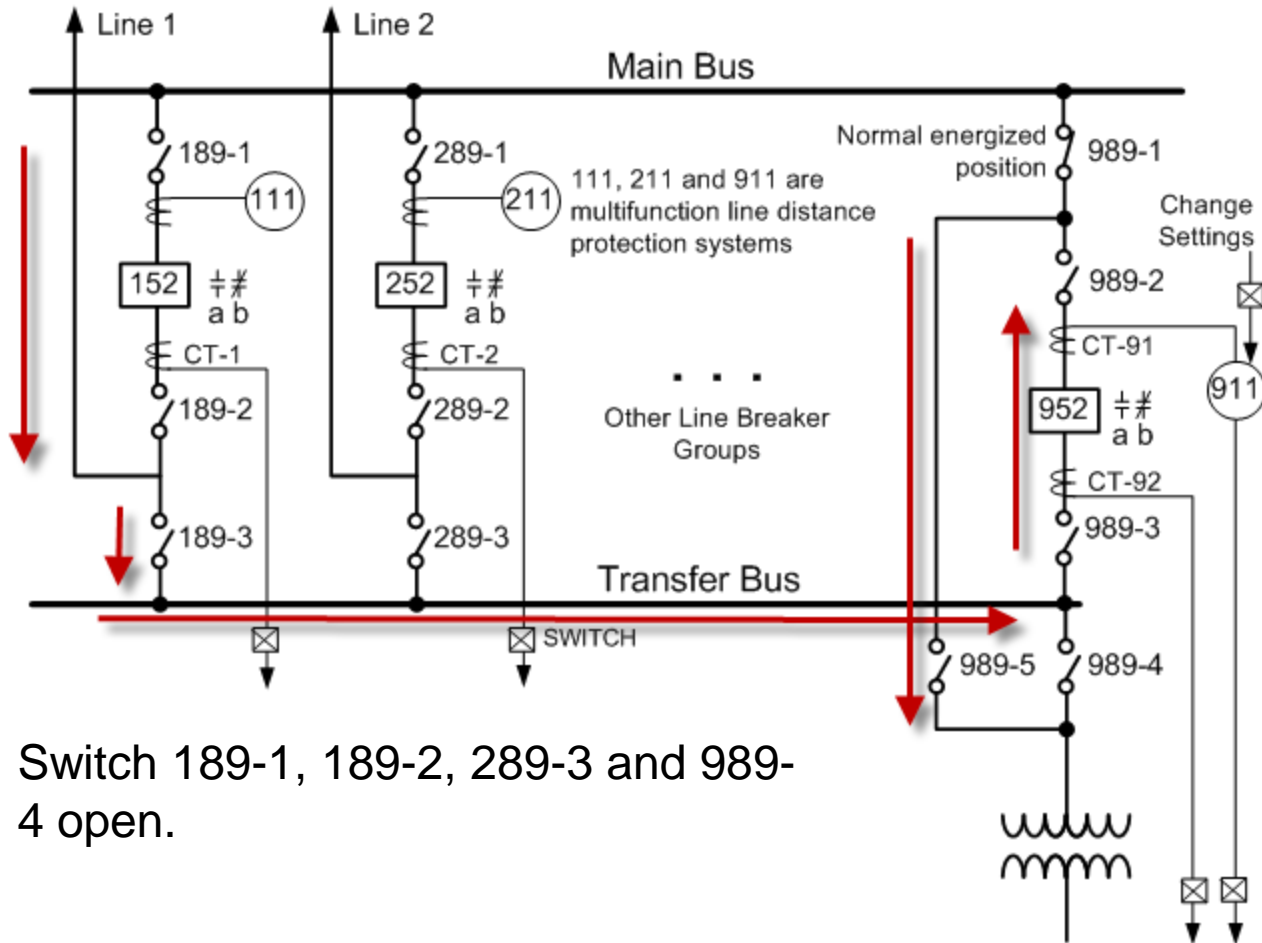 Line 1
Line 2
Main Bus
189-1
289-1
Normal energized
position
989-1
111
211
111, 211 and 911 are
multifunction line distance
protection systems
Change
Settings
152
a b
252
a b
989-2
CT-1
CT-2
CT-91
911
. . .
189-2
289-2
Other Line Breaker
Groups
952
a b
CT-92
189-3
289-3
989-3
Transfer Bus
SWITCH
989-5
989-4
Switch 189-1, 189-2, 289-3 and 989-
4 open.